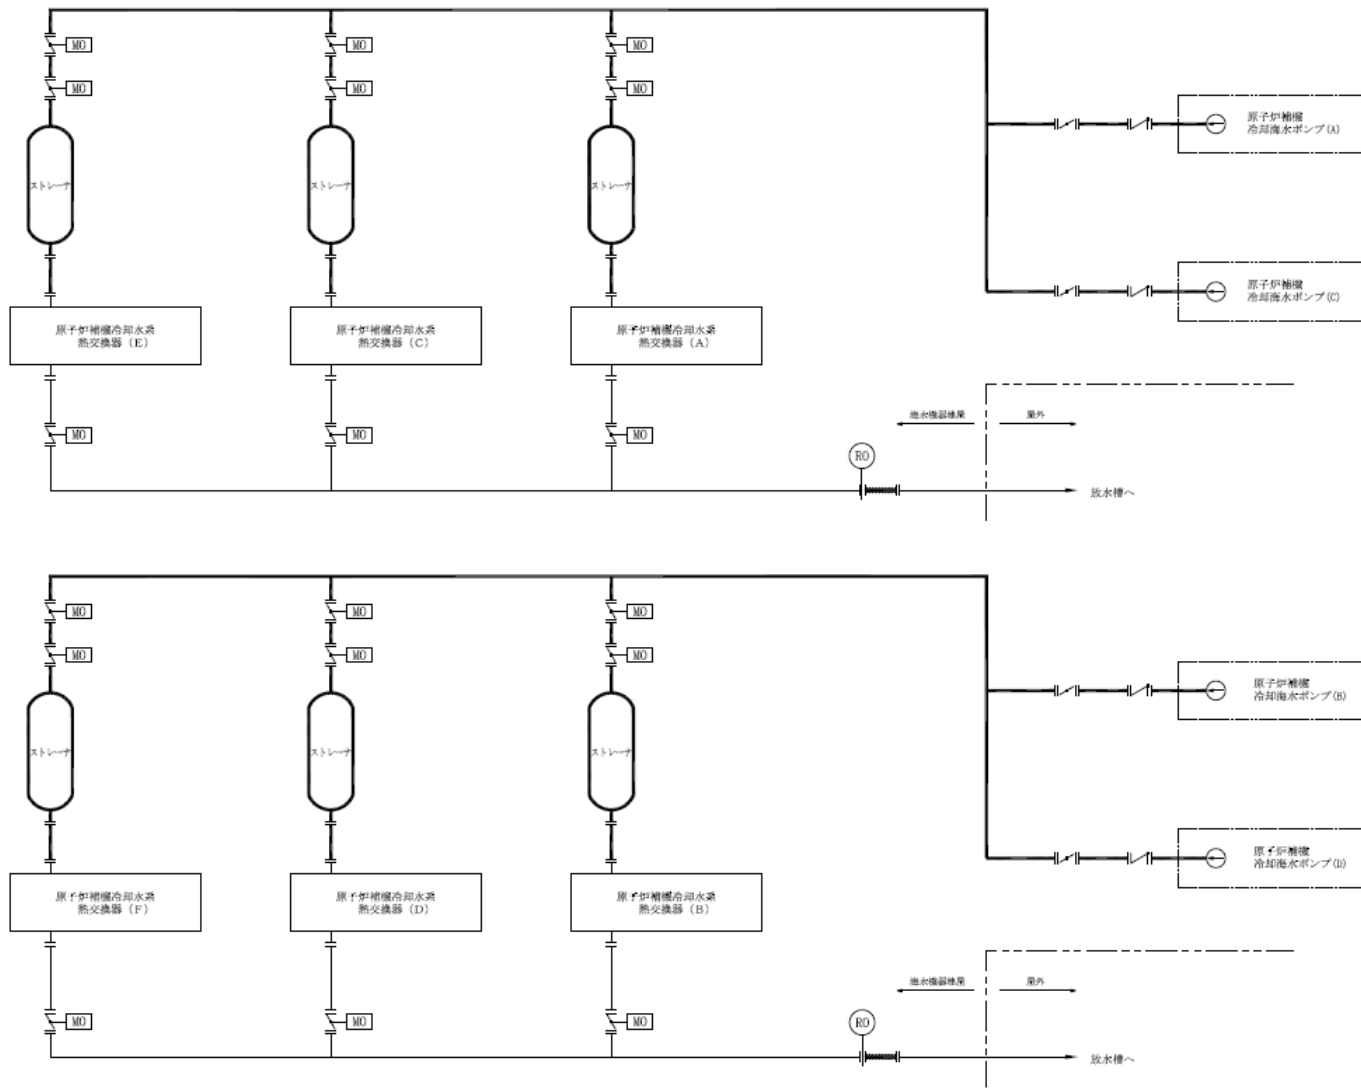 MO
MO
MO
MO
MO
MO
原子炉補機
冷却海水ポンプ(A)
ストレーナ
ストレーナ
ストレーナ
原子炉補機
冷却海水ポンプ(C)
原子炉補機冷却水系
熱交換器（E）
原子炉補機冷却水系
熱交換器（C）
原子炉補機冷却水系
熱交換器（A）
海水機器建屋
屋外
MO
MO
MO
RO
放水槽へ
MO
MO
MO
MO
MO
MO
原子炉補機
冷却海水ポンプ(B)
ストレーナ
ストレーナ
ストレーナ
原子炉補機
冷却海水ポンプ(D)
原子炉補機冷却水系
熱交換器（F）
原子炉補機冷却水系
熱交換器（D）
原子炉補機冷却水系
熱交換器（B）
海水機器建屋
屋外
MO
MO
MO
RO
放水槽へ